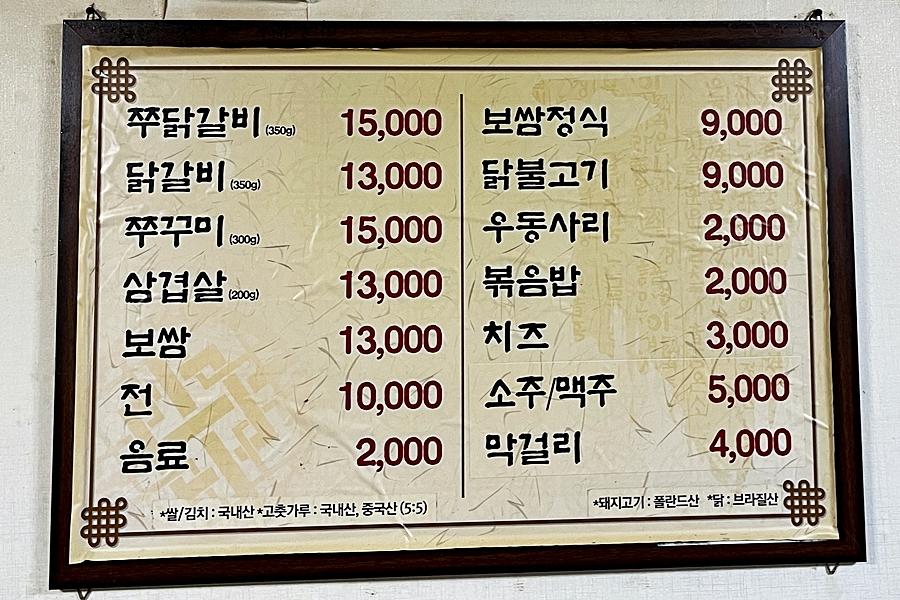 쭈닭갈비 (350g) 15,000
닭갈비 (350g) 13,000
쭈꾸미 (300g) 15,000
삼겹살 (200g) 13,000
보쌈 13,000
전 10,000
음료 2,000
*쌀/김치 : 국내산 *고춧가루 : 국내산, 중국산 (5:5)
보쌈정식 9,000
닭불고기 9,000
우동사리 2,000
볶음밥 2,000
치즈 3,000
소주/맥주 5,000
막걸리 4,000
*돼지고기 : 폴란드산 *닭 : 브라질산